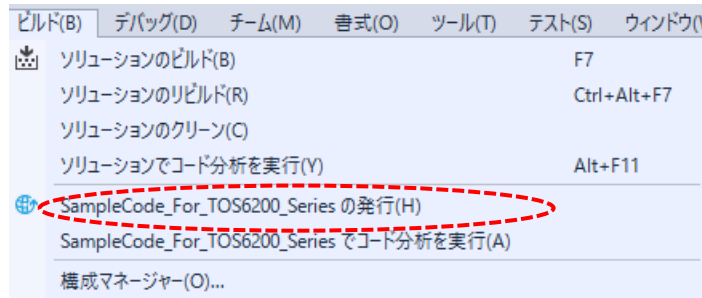 ビルド(B) デバッグ(D) チーム(M) 書式(O) ツール(T) テスト(S) ウィンドウ(
ソリューションのビルド(B) F7
ソリューションのリビルド(R) Ctrl+Alt+F7
ソリューションのクリーン(C)
ソリューションでコード分析を実行(Y) Alt+F11
SampleCode_For_TOS6200_Series の発行(H)
SampleCode_For_TOS6200_Series でコード分析を実行(A)
構成マネージャー(O)...